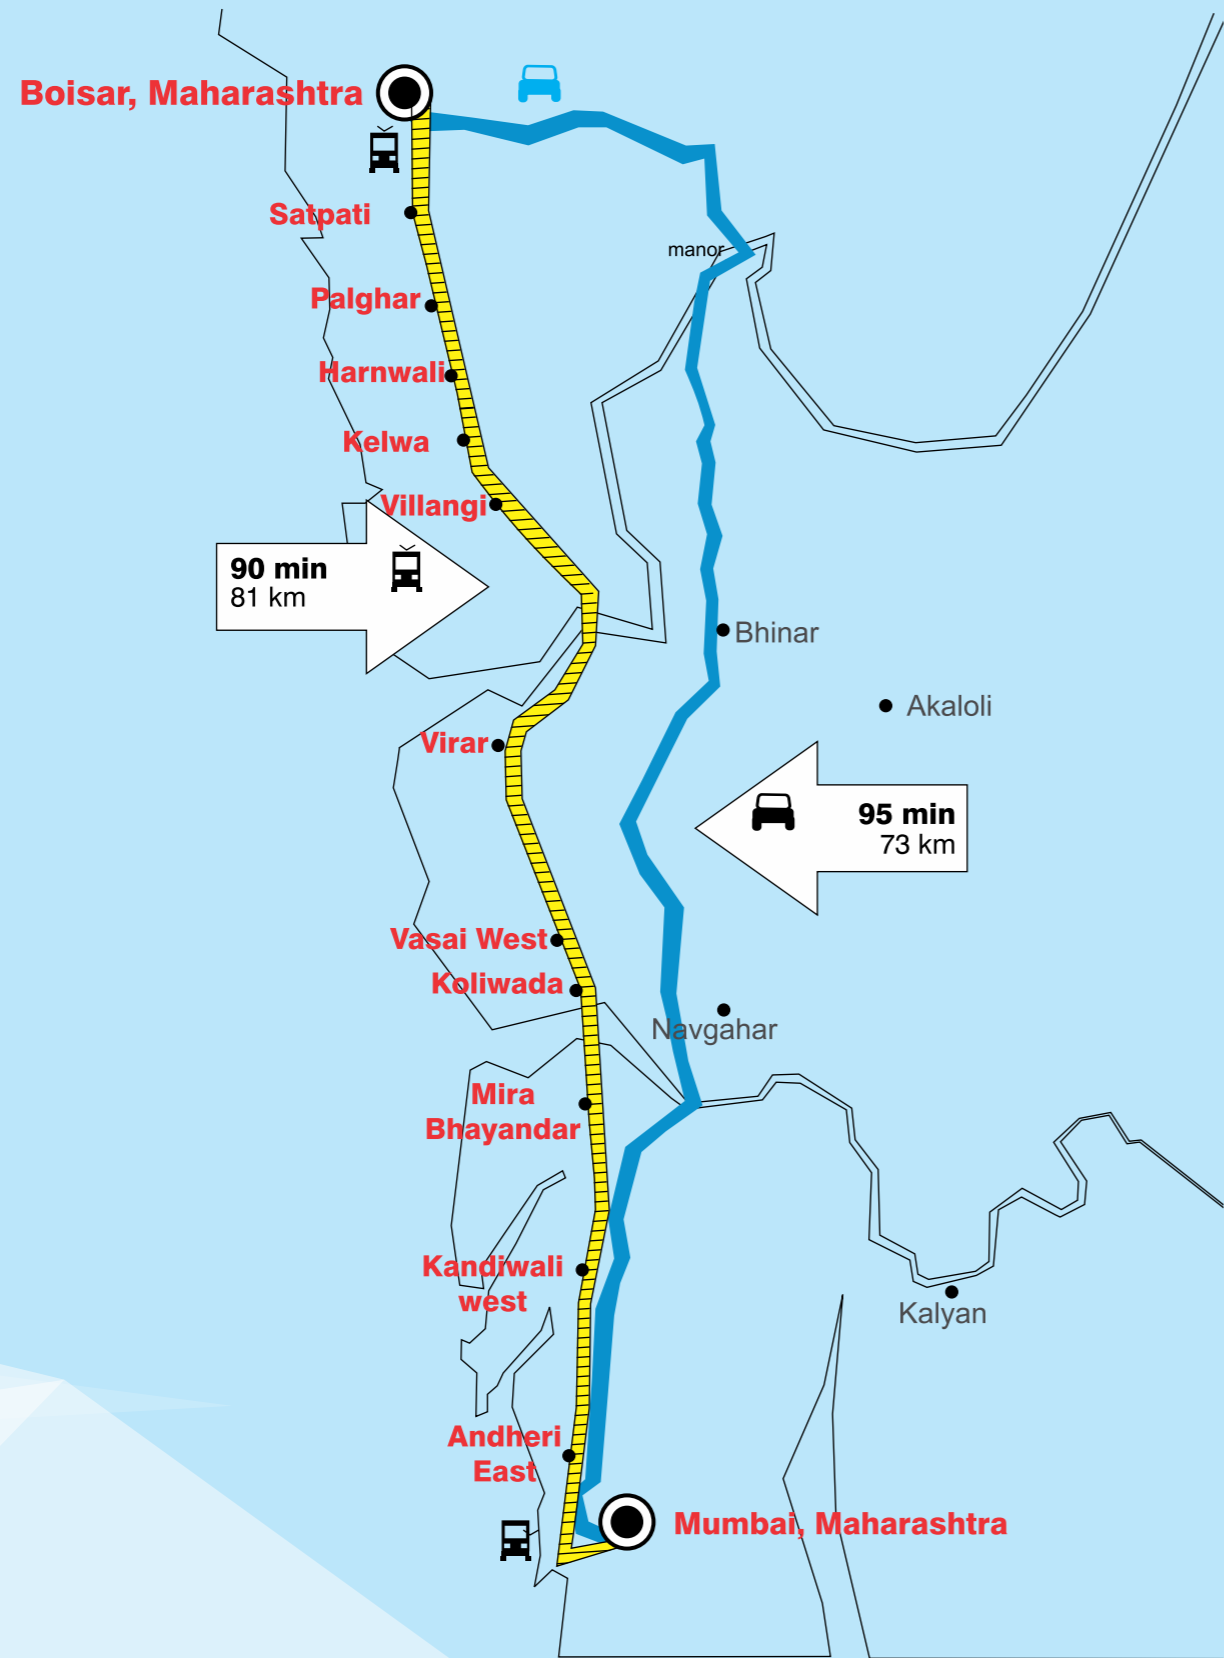 Boisar, Maharashtra
Satpati
manor
Palghar
Harnwali
Kelwa
Villangi
90 min
81 km
Bhinar
Akaloli
Virar
95 min
73 km
Vasai West
Koliwada
Navgahar
Mira
Bhayandar
Kandiwali
west
Kalyan
Andheri
East
Mumbai, Maharashtra